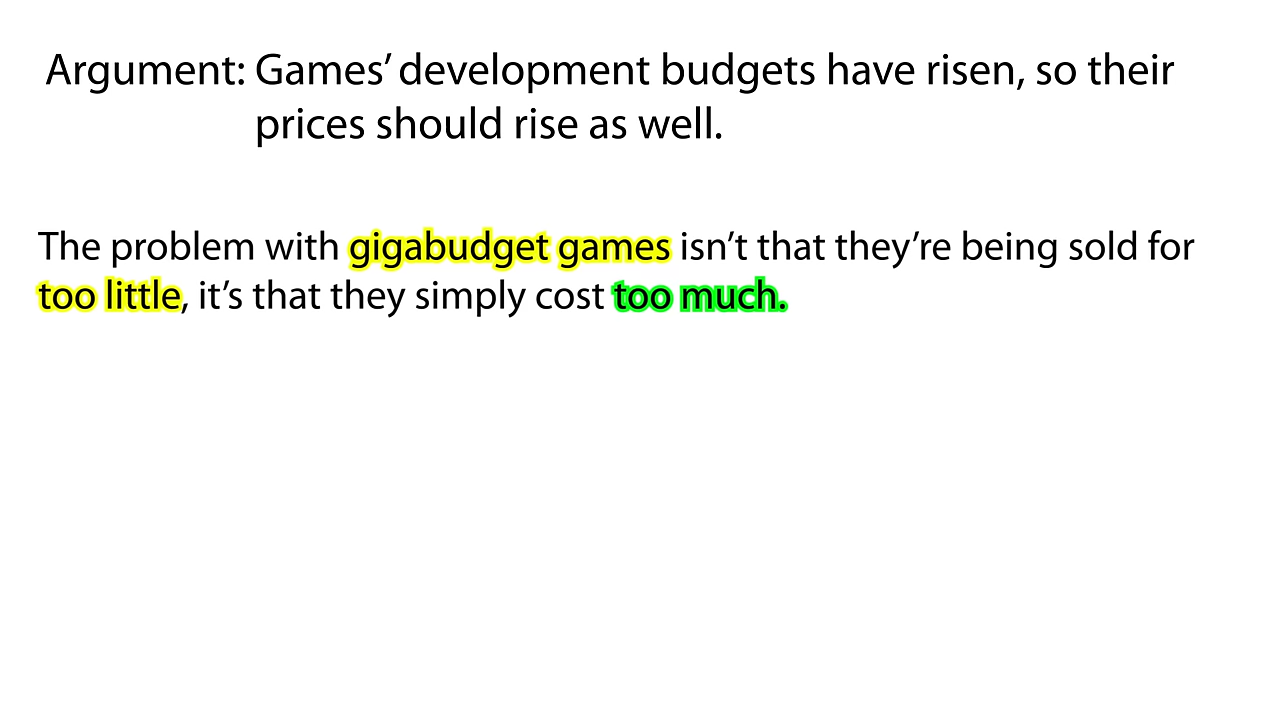 Argument: Games’ development budgets have risen, so their
prices should rise as well.
The problem with gigabudget games isn’t that they’re being sold for
too little, it’s that they simply cost too much.